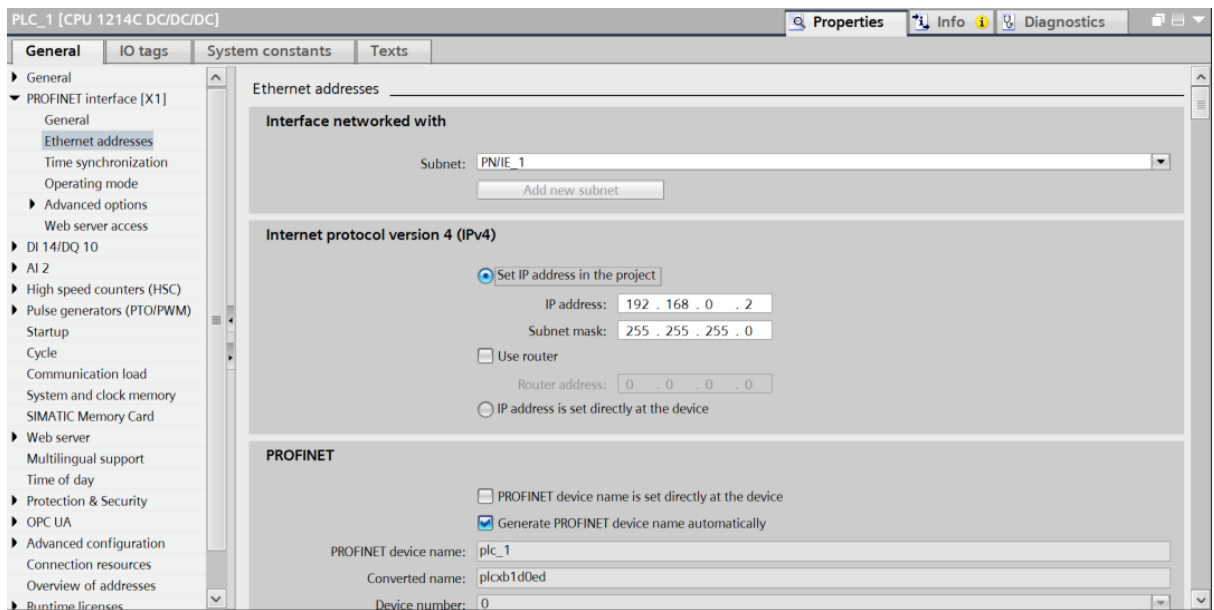 PLC_1 [CPU 1214C DC/DC/DC]
Properties
Info
Diagnostics
General
IO tags
System constants
Texts
General
PROFINET interface [X1]
General
Ethernet addresses
Time synchronization
Operating mode
Advanced options
Web server access
DI 14/DQ 10
AI 2
High speed counters (HSC)
Pulse generators (PTO/PWM)
Startup
Cycle
Communication load
System and clock memory
SIMATIC Memory Card
Web server
Multilingual support
Time of day
Protection & Security
OPC UA
Advanced configuration
Connection resources
Overview of addresses
Runtime licenses
Ethernet addresses
Interface networked with
Subnet: PN/IE_1
Add new subnet
Internet protocol version 4 (IPv4)
Set IP address in the project
IP address: 192 . 168 . 0 . 2
Subnet mask: 255 . 255 . 255 . 0
Use router
Router address: 0 . 0 . 0 . 0
IP address is set directly at the device
PROFINET
PROFINET device name is set directly at the device
Generate PROFINET device name automatically
PROFINET device name: plc_1
Converted name: plcxb1d0ed
Device number: 0